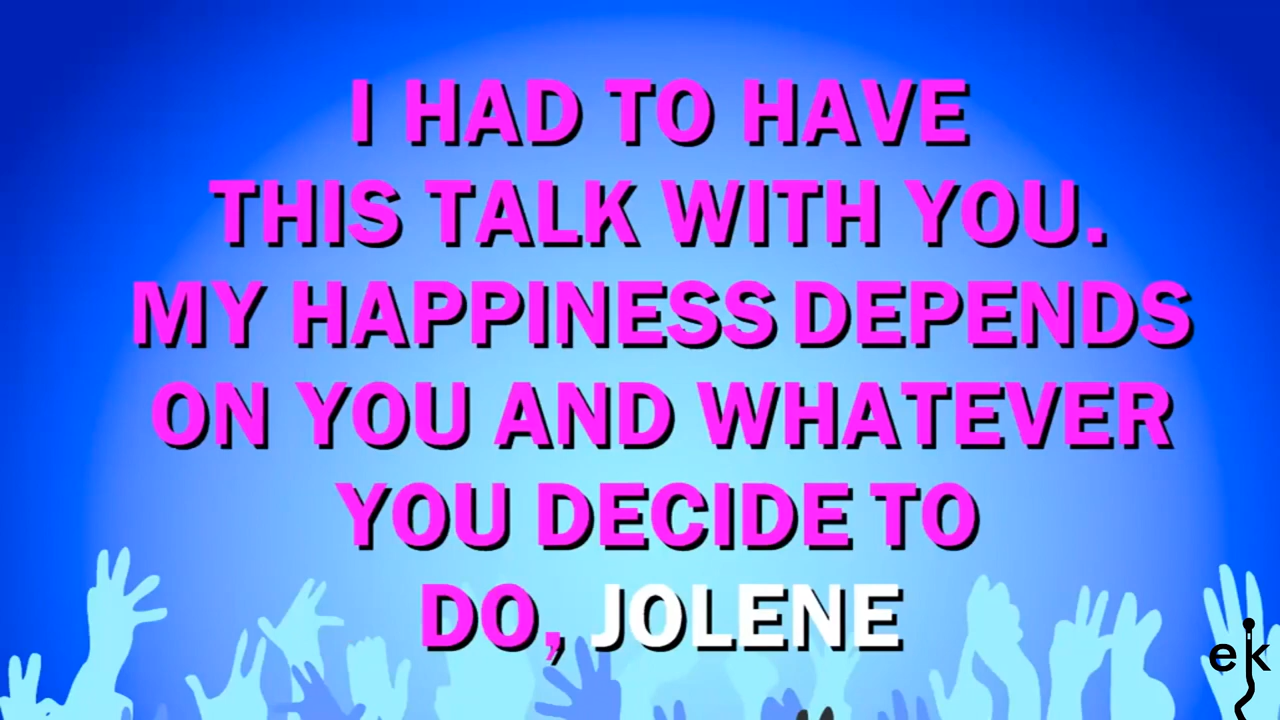 I HAD TO HAVE
THIS TALK WITH YOU.
MY HAPPINESS DEPENDS
ON YOU AND WHATEVER
YOU DECIDE TO
DO, JOLENE
ek